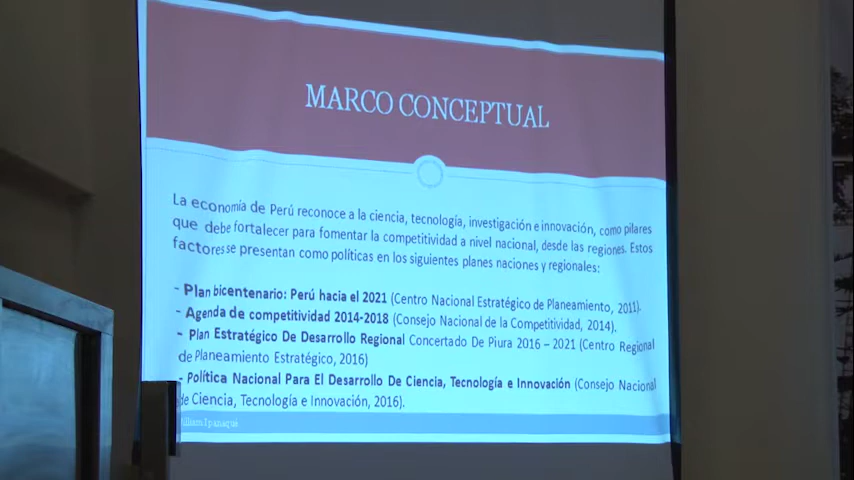 MARCO CONCEPTUAL
La economía de Perú reconoce a la ciencia, tecnología, investigación e innovación, como pilares
que debe fortalecer para fomentar la competitividad a nivel nacional, desde las regiones. Estos
factores se presentan como políticas en los siguientes planes naciones y regionales:
- Plan bicentenario: Perú hacia el 2021 (Centro Nacional Estratégico de Planeamiento, 2011).
- Agenda de competitividad 2014-2018 (Consejo Nacional de la Competitividad, 2014).
- Plan Estratégico De Desarrollo Regional Concertado De Piura 2016 – 2021 (Centro Regional
de Planeamiento Estratégico, 2016)
- Política Nacional Para El Desarrollo De Ciencia, Tecnología e Innovación (Consejo Nacional
de Ciencia, Tecnología e Innovación, 2016).